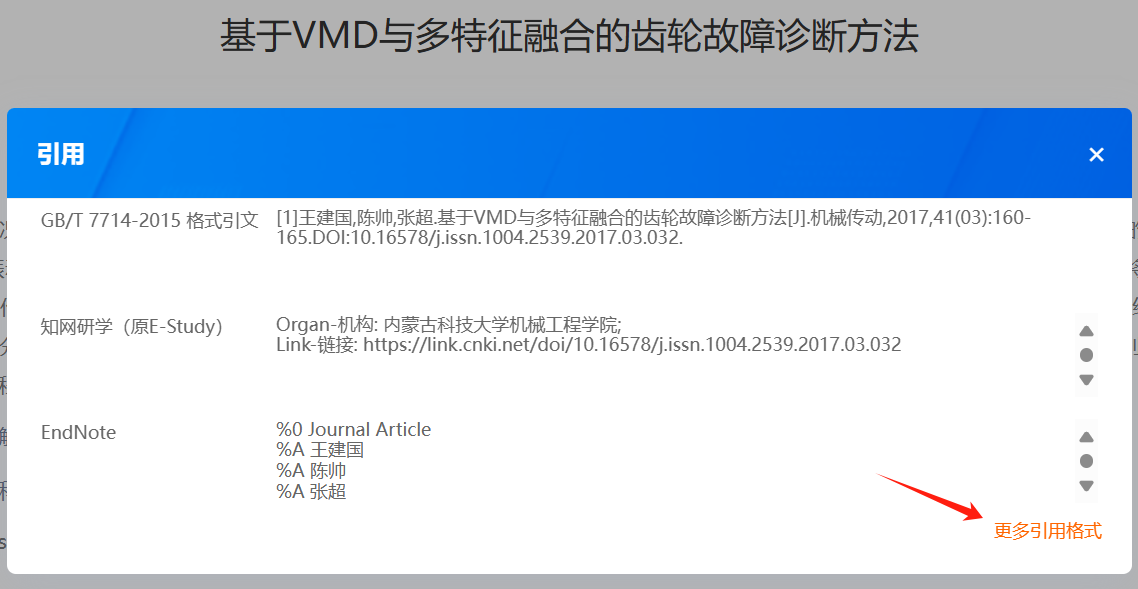 基于VMD与多特征融合的齿轮故障诊断方法
引用
GB/T 7714-2015 格式引文
[1]王建国,陈帅,张超.基于VMD与多特征融合的齿轮故障诊断方法[J].机械传动,2017,41(03):160-
165.DOI:10.16578/j.issn.1004.2539.2017.03.032.
知网研学（原E-Study）
Organ-机构: 内蒙古科技大学机械工程学院;
Link-链接: https://link.cnki.net/doi/10.16578/j.issn.1004.2539.2017.03.032
EndNote
%0 Journal Article
%A 王建国
%A 陈帅
%A 张超
更多引用格式